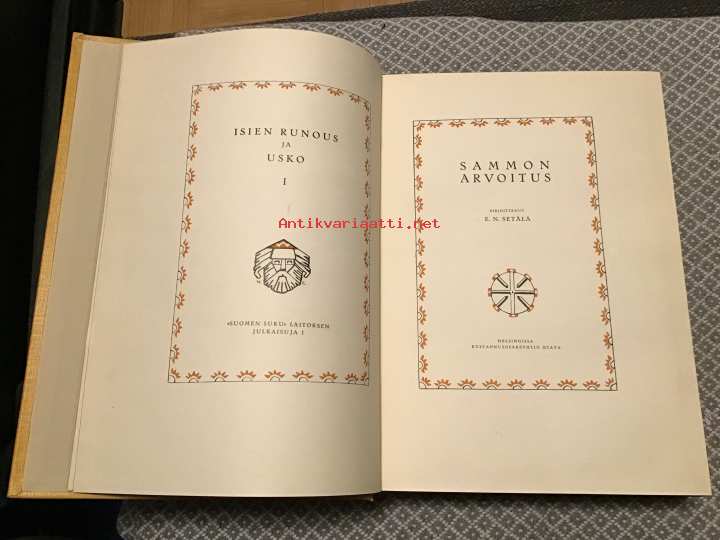 ISIEN RUNOUS
JA
USKO
I
«SUOMEN SUKU» LAITOKSEN
JULKAISUJA I
SAMMON
ARVOITUS
KIRJOITTANUT
E. N. SETÄLÄ
HELSINGISSÄ
KUSTANNUSOSAKEYHTIÖ OTAVA
Antikvariaatti.net